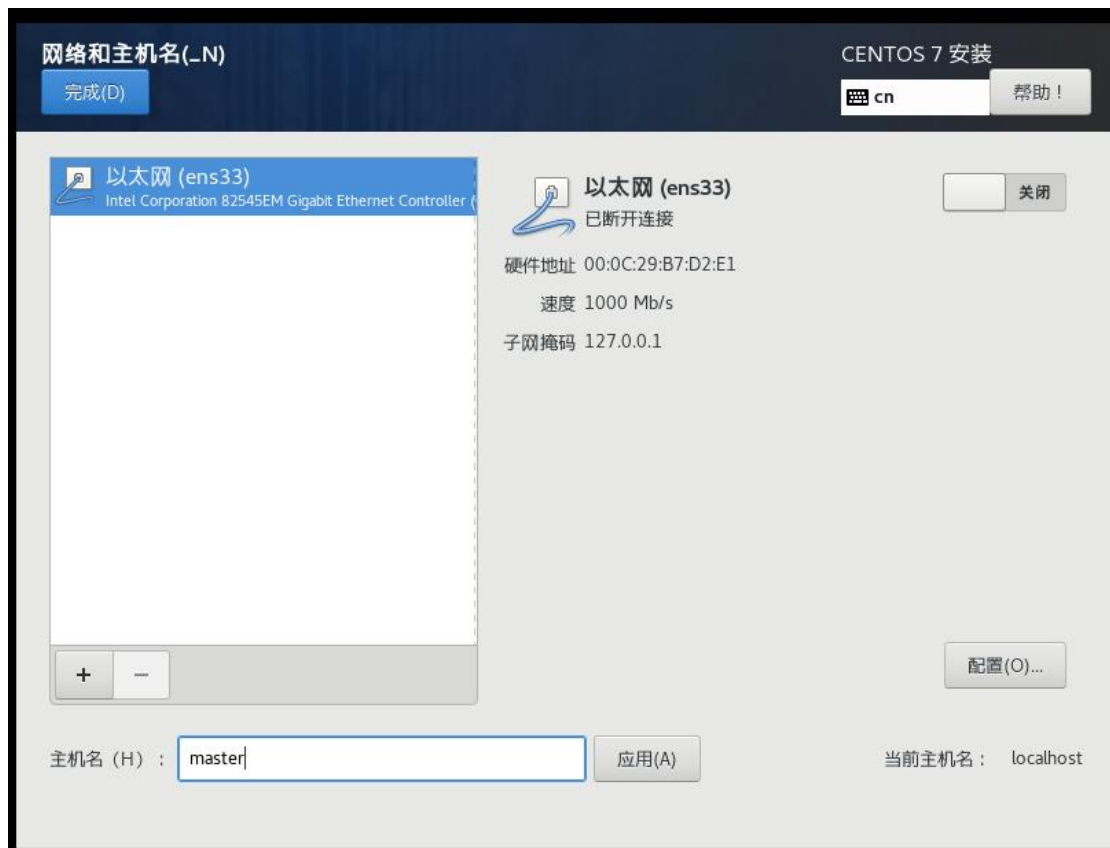 网络和主机名(_N)
完成(D)
CENTOS 7 安装
cn
帮助！
以太网 (ens33)
Intel Corporation 82545EM Gigabit Ethernet Controller (
以太网 (ens33)
已断开连接
关闭
硬件地址 00:0C:29:B7:D2:E1
速度 1000 Mb/s
子网掩码 127.0.0.1
+ −
配置(O)...
主机名（H）： master
应用(A)
当前主机名： localhost